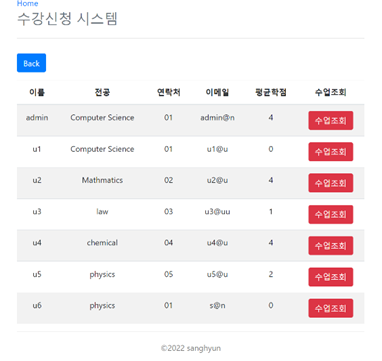 Home
수강신청 시스템
Back
이름 전공 연락처 이메일 평균학점 수업조회
admin Computer Science 01 admin@n 4 수업조회
u1 Computer Science 01 u1@u 0 수업조회
u2 Mathmatics 02 u2@u 4 수업조회
u3 law 03 u3@uu 1 수업조회
u4 chemical 04 u4@u 4 수업조회
u5 physics 05 u5@u 2 수업조회
u6 physics 01 s@n 0 수업조회
©2022 sanghyun